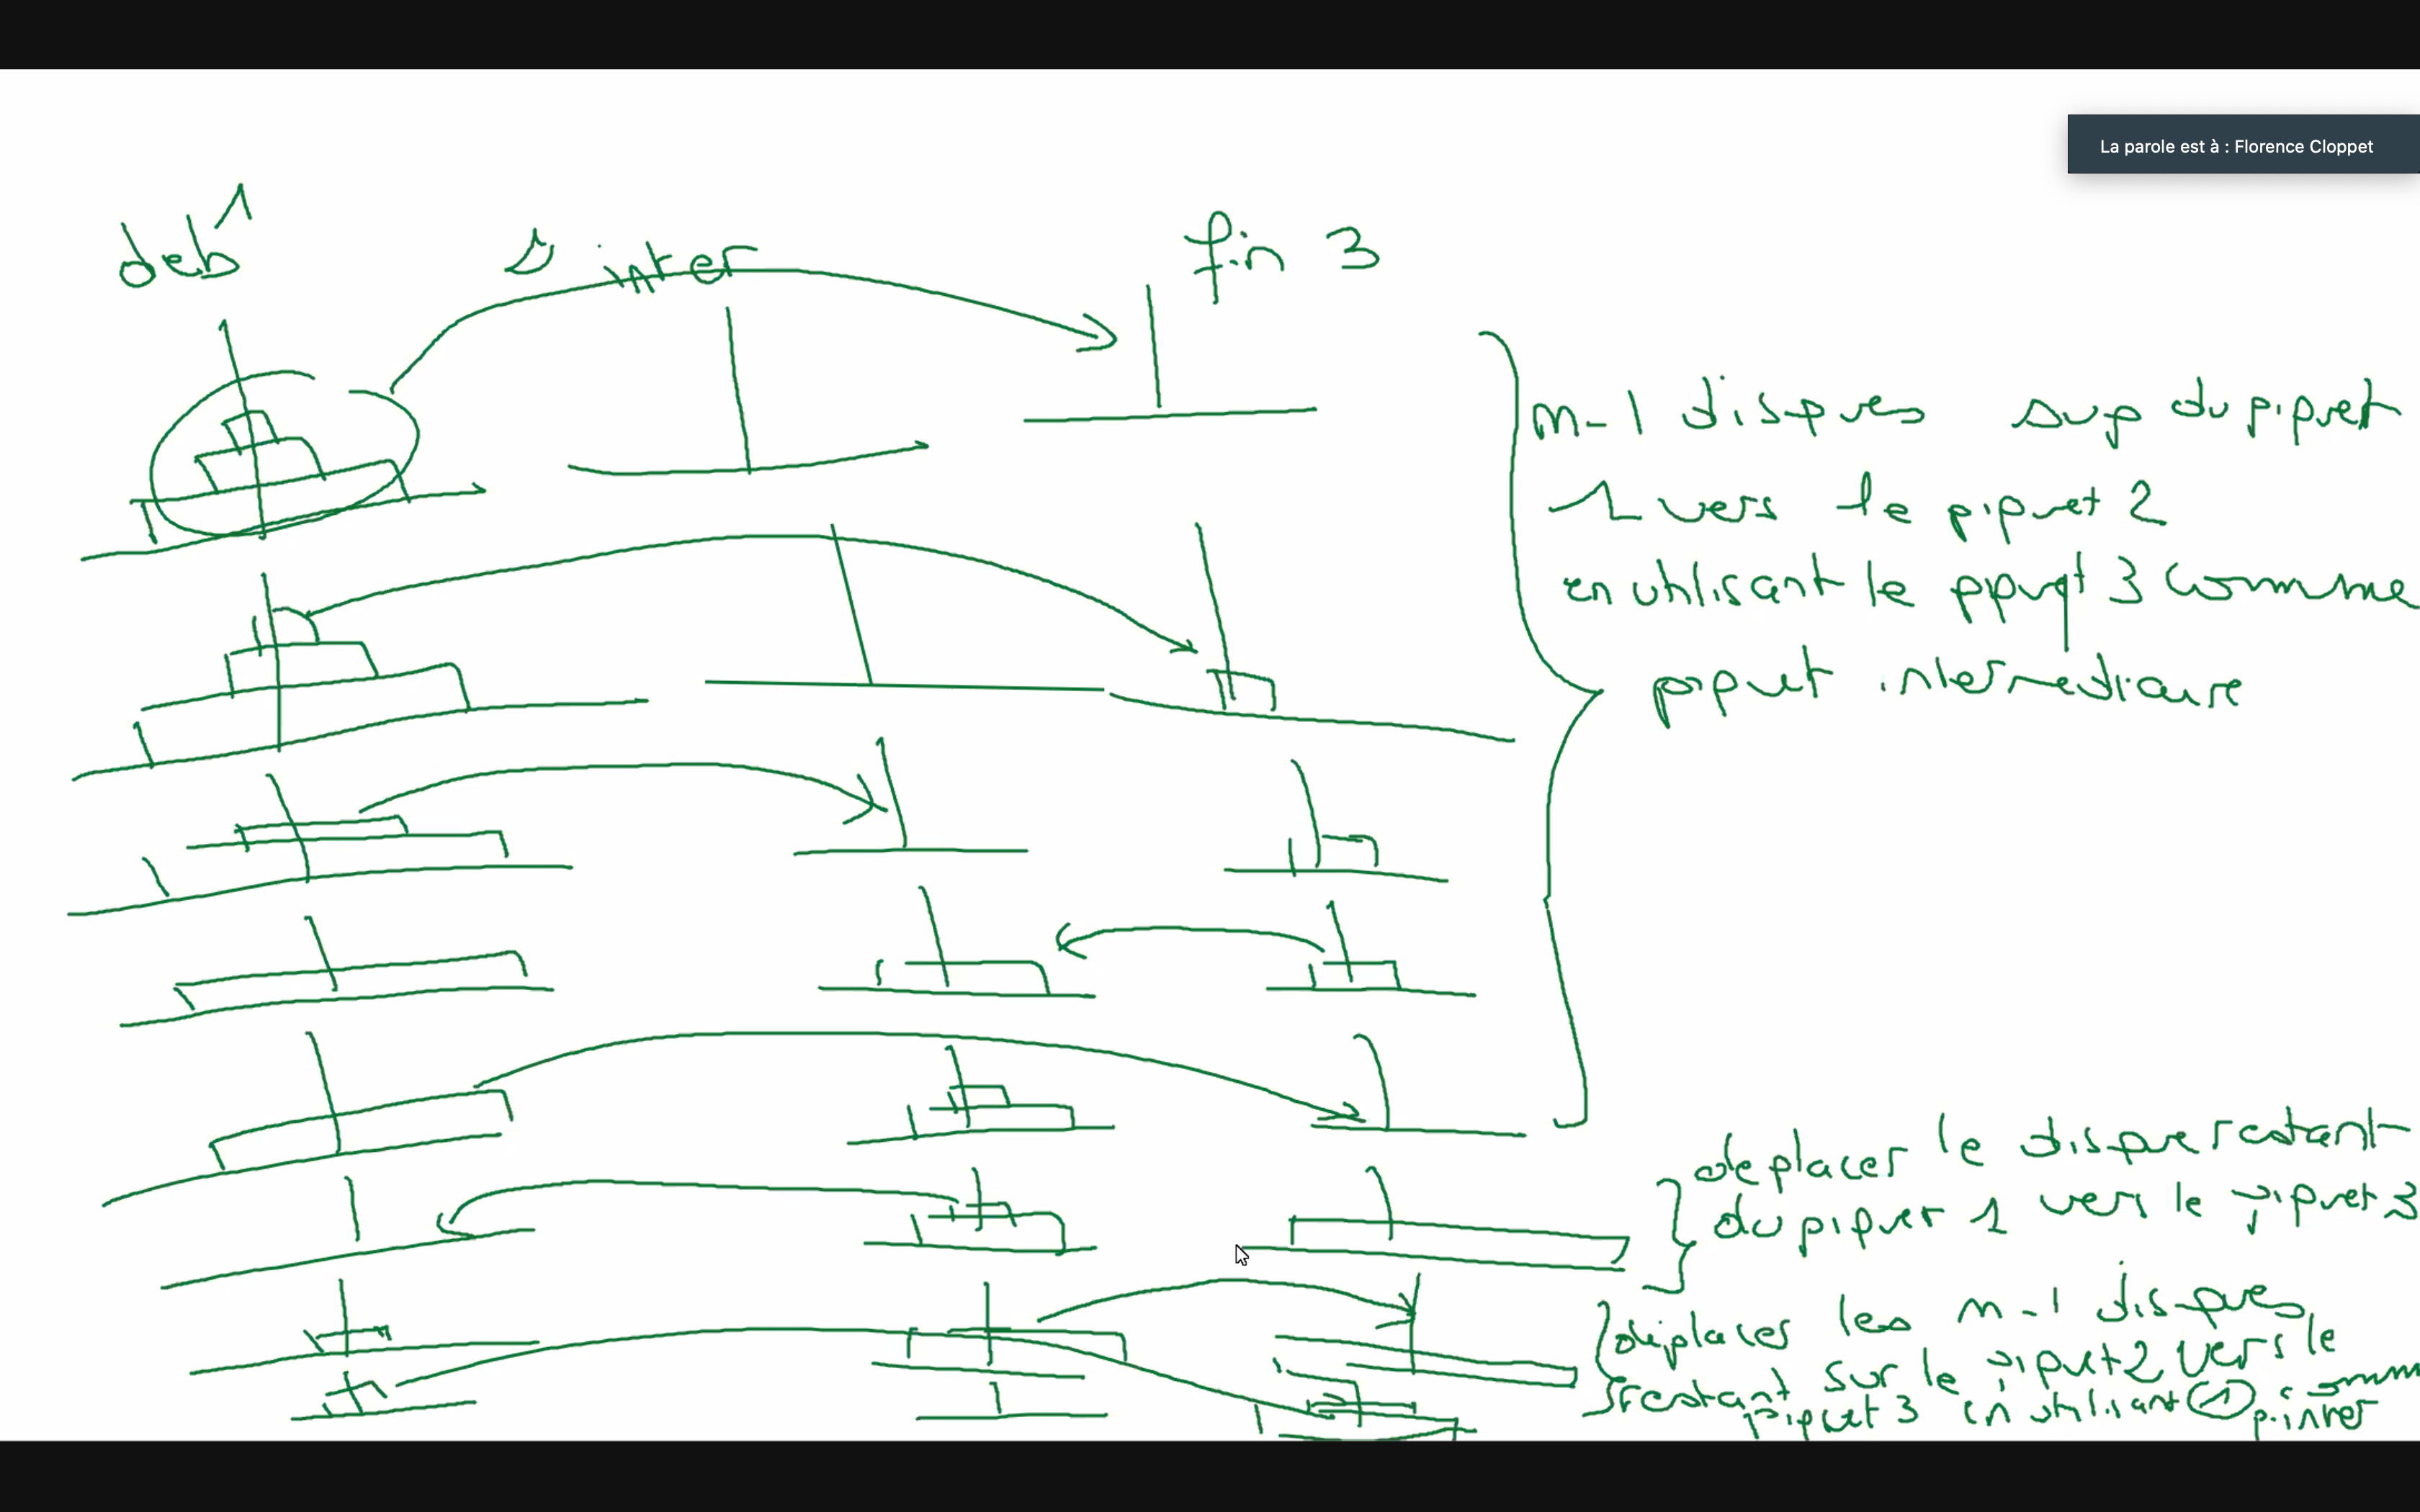 La parole est à : Florence Cloppet
deb 1
2 inter
fin 3
m-1 disques sup du piquet
1 vers le piquet 2
en utilisant le piquet 3 comme
piquet intermediaire
deplacer le disque restant
du piquet 1 vers le piquet 3
deplacer les m-1 disques
restant sur le piquet 2 vers le
piquet 3 en utilisant 1 comm
p.inter